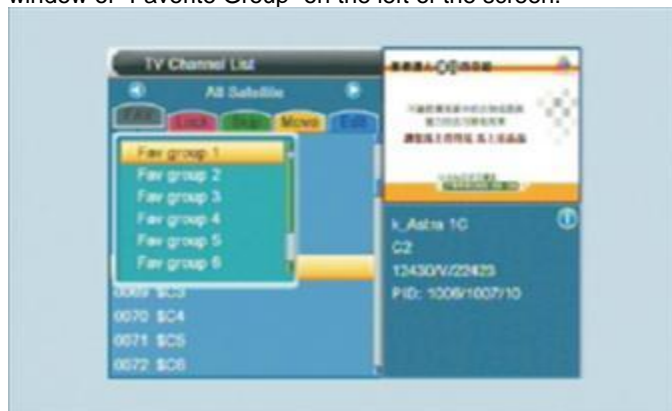 window of "Favorite Group" on the left of the screen.
TV Channel List
All Satellite
FAV Lock Skip Move Edit
Fav group 1
Fav group 2
Fav group 3
Fav group 4
Fav group 5
Fav group 6
0069 $C3
0070 $C4
0071 $C5
0072 $C6
k_Astra 1C
C2
12430/V/22423
PID: 1006/1007/10